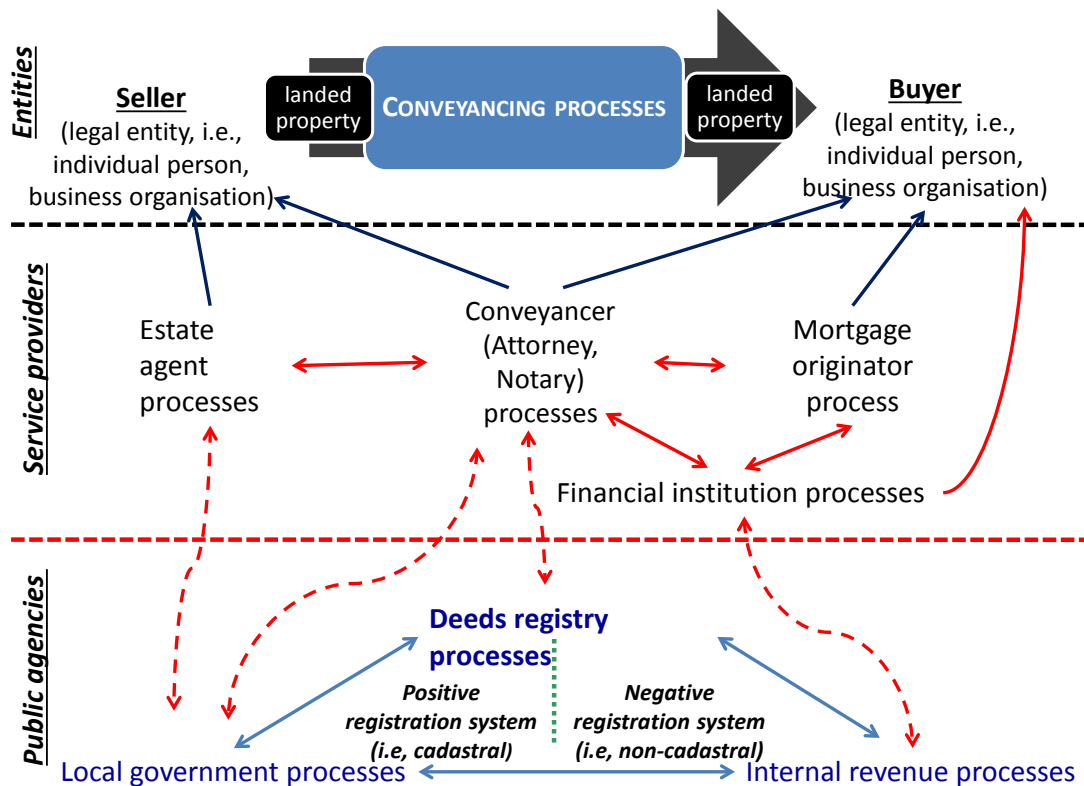 Entities
Seller
(legal entity, i.e.,
individual person,
business organisation)
landed
property
CONVEYANCING PROCESSES
landed
property
Buyer
(legal entity, i.e.,
individual person,
business organisation)
Service providers
Estate
agent
processes
Conveyancer
(Attorney,
Notary)
processes
Mortgage
originator
process
Financial institution processes
Public agencies
Deeds registry
processes
Positive
registration system
(i.e, cadastral)
Negative
registration system
(i.e, non-cadastral)
Local government processes
Internal revenue processes